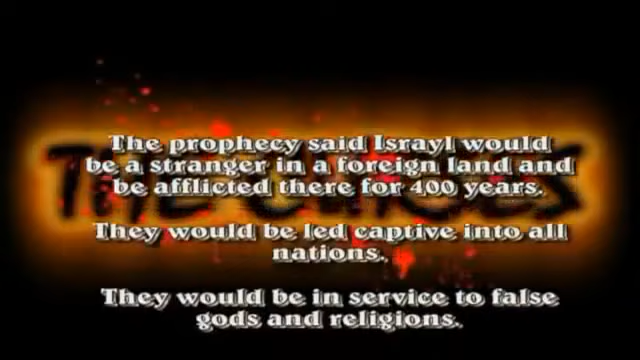 The prophecy said Israyl would
be a stranger in a foreign land and
be afflicted there for 400 years.
They would be led captive into all
nations.
They would be in service to false
gods and religions.